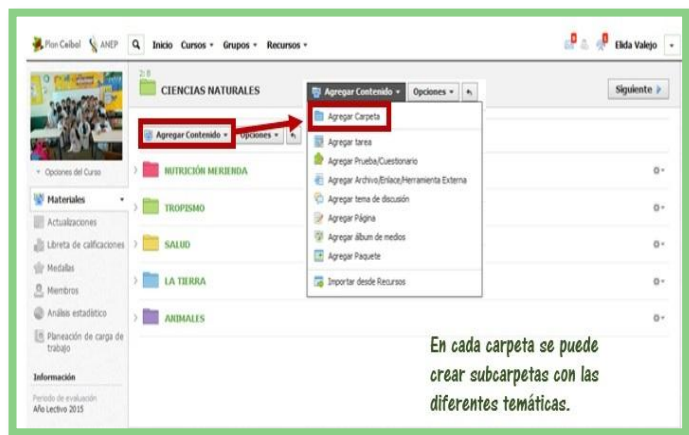 Plan Ceibal ANEP Inicio Cursos Grupos Recursos Elida Valejo
2/8
CIENCIAS NATURALES
Agregar Contenido Opciones
Siguiente
Agregar Contenido Opciones
Agregar Carpeta
Agregar tarea
Agregar Prueba/Cuestionario
Agregar Archivo/Enlace/Herramienta Externa
Agregar tema de discusión
Agregar Página
Agregar álbum de medios
Agregar Paquete
Importar desde Recursos
Opciones del Curso
Materiales
Actualizaciones
Libreta de calificaciones
Medallas
Miembros
Análisis estadístico
Planeación de carga de
trabajo
Información
Periodo de evaluación
Año Lectivo 2015
NUTRICIÓN MERIENDA
TROPISMO
SALUD
LA TIERRA
ANIMALES
En cada carpeta se puede
crear subcarpetas con las
diferentes temáticas.